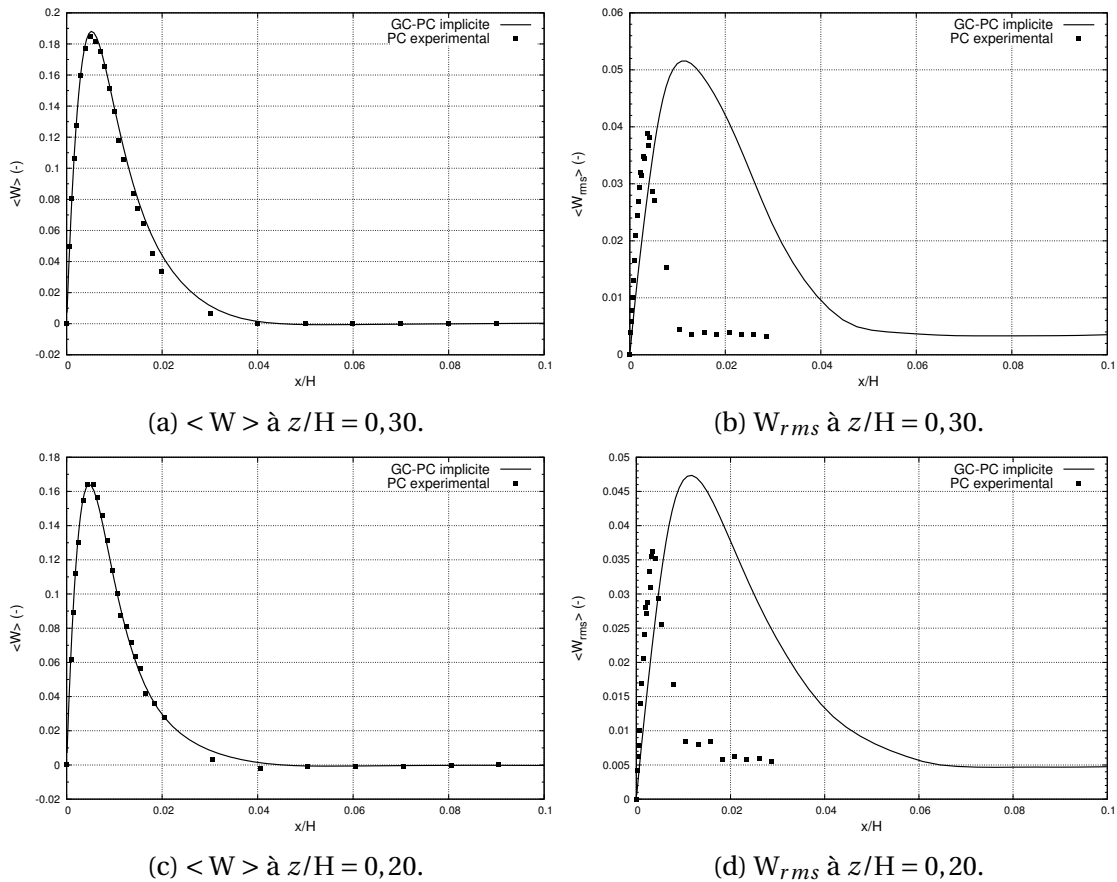 0.2
0.18
0.16
0.14
0.12
0.1
0.08
0.06
0.04
0.02
0
-0.02
<W> (-)
0 0.02 0.04 0.06 0.08 0.1
x/H
GC-PC implicite
PC experimental
(a) < W > à z/H = 0,30.
0.06
0.05
0.04
0.03
0.02
0.01
0
<Wrms> (-)
0 0.02 0.04 0.06 0.08 0.1
x/H
GC-PC implicite
PC experimental
(b) Wrms à z/H = 0,30.
0.18
0.16
0.14
0.12
0.1
0.08
0.06
0.04
0.02
0
-0.02
<W> (-)
0 0.02 0.04 0.06 0.08 0.1
x/H
GC-PC implicite
PC experimental
(c) < W > à z/H = 0,20.
0.05
0.045
0.04
0.035
0.03
0.025
0.02
0.015
0.01
0.005
0
<Wrms> (-)
0 0.02 0.04 0.06 0.08 0.1
x/H
GC-PC implicite
PC experimental
(d) Wrms à z/H = 0,20.